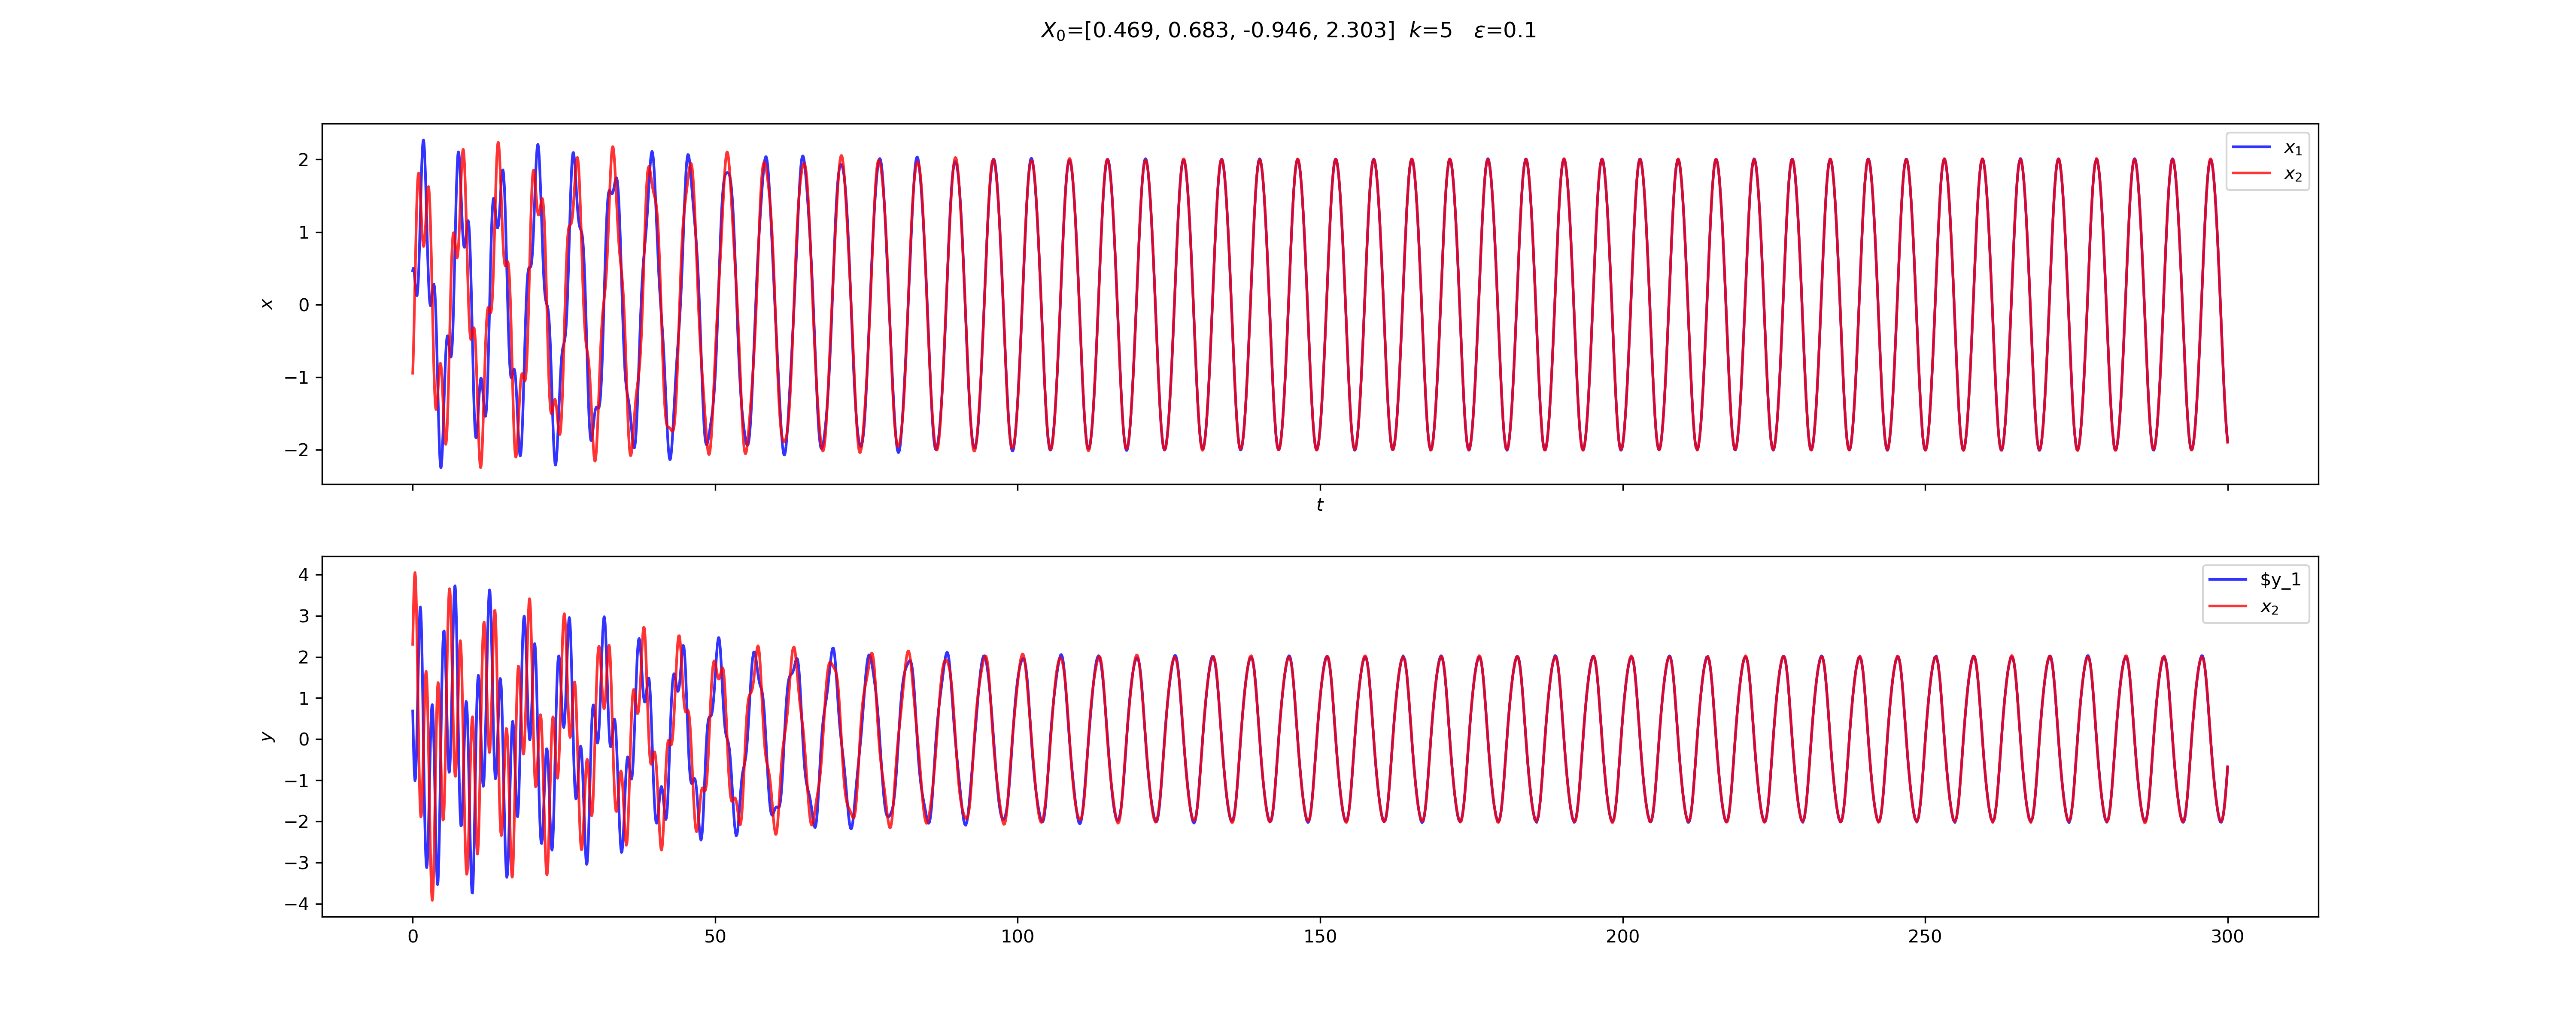 X₀=[0.469, 0.683, -0.946, 2.303] k=5 ε=0.1
2
1
0
−1
−2
x
x₁
x₂
t
4
3
2
1
0
−1
−2
−3
−4
y
$y_1
x₂
0 50 100 150 200 250 300